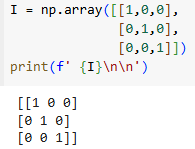 I = np.array([[1,0,0],
[0,1,0],
[0,0,1]])
print(f' {I}\n\n')
[[1 0 0]
[0 1 0]
[0 0 1]]